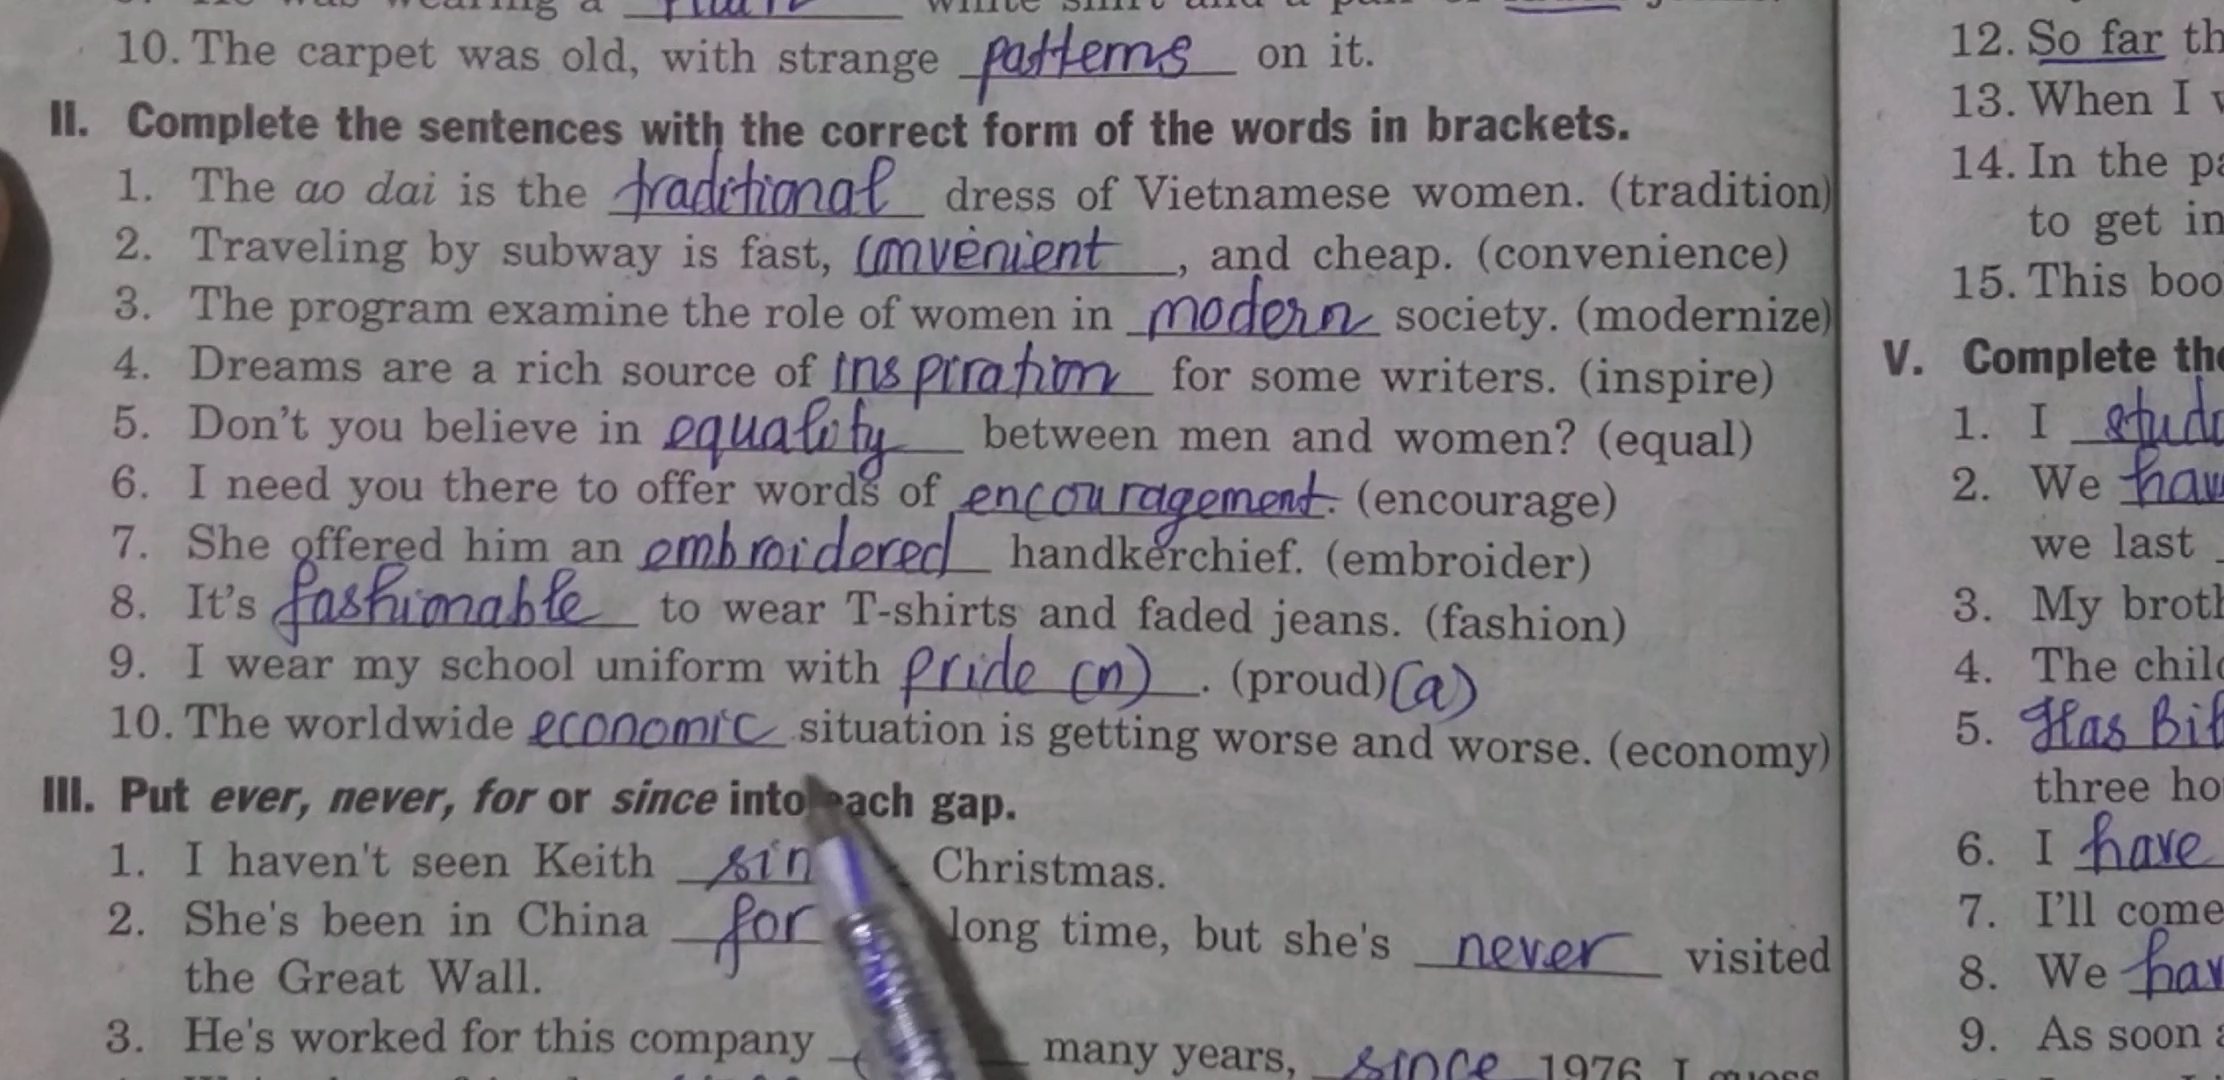 10. The carpet was old, with strange patterns on it.
II. Complete the sentences with the correct form of the words in brackets.
1. The ao dai is the traditional dress of Vietnamese women. (tradition)
2. Traveling by subway is fast, convenient, and cheap. (convenience)
3. The program examine the role of women in modern society. (modernize)
4. Dreams are a rich source of inspiration for some writers. (inspire)
5. Don't you believe in equality between men and women? (equal)
6. I need you there to offer words of encouragement. (encourage)
7. She offered him an embroidered handkerchief. (embroider)
8. It's fashionable to wear T-shirts and faded jeans. (fashion)
9. I wear my school uniform with pride (n). (proud)(a)
10. The worldwide economic situation is getting worse and worse. (economy)
III. Put ever, never, for or since into each gap.
1. I haven't seen Keith sin Christmas.
2. She's been in China for long time, but she's never visited
the Great Wall.
3. He's worked for this company many years, since 1976
12. So far
13. When I
14. In the
to get in
15. This
V. Complete
1. I
2. We
we last
3. My
4. The
5. Has
three
6. I have
7. I'll come
8. We
9. As soon